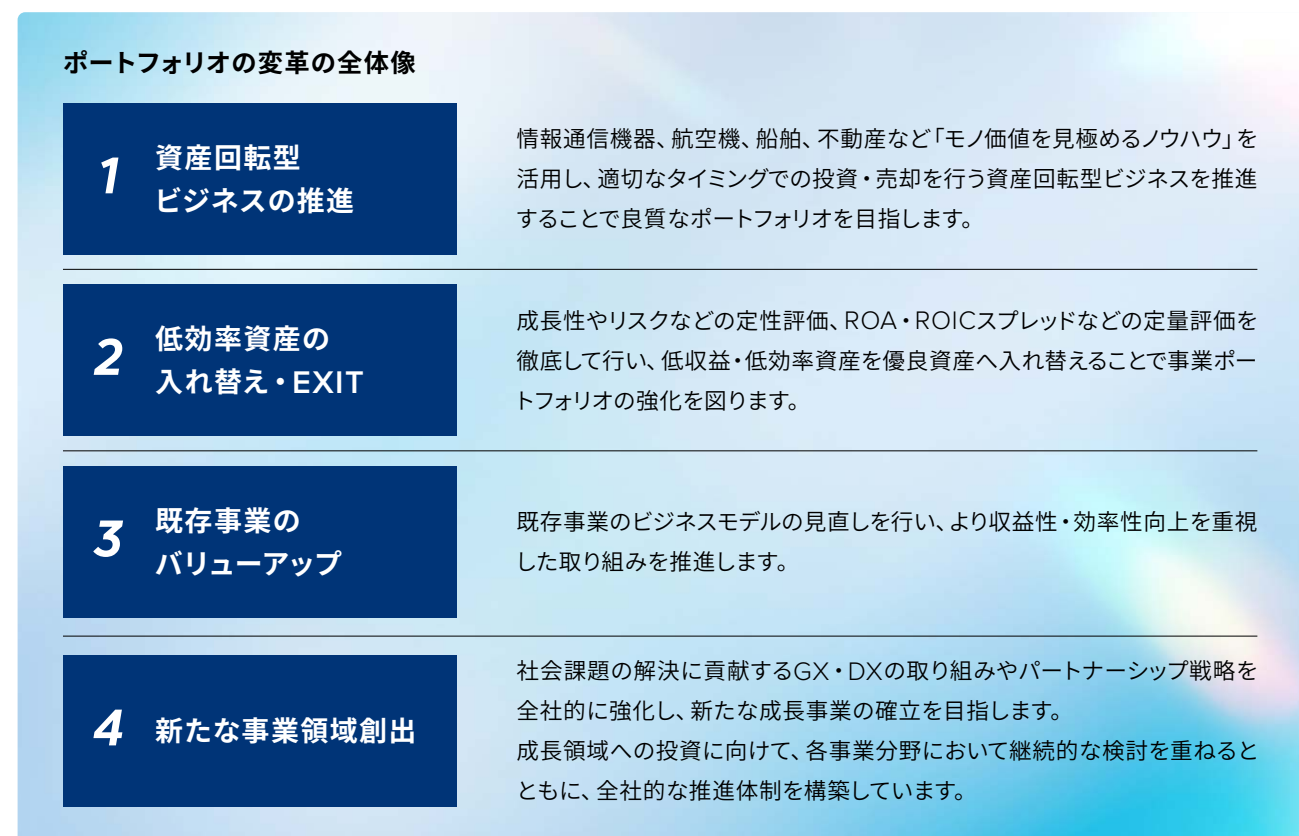 ポートフォリオの変革の全体像
1
資産回転型
ビジネスの推進
情報通信機器、航空機、船舶、不動産など「モノ価値を見極めるノウハウ」を
活用し、適切なタイミングでの投資・売却を行う資産回転型ビジネスを推進
することで良質なポートフォリオを目指します。
2
低効率資産の
入れ替え・EXIT
成長性やリスクなどの定性評価、ROA・ROICスプレッドなどの定量評価を
徹底して行い、低収益・低効率資産を優良資産へ入れ替えることで事業ポー
トフォリオの強化を図ります。
3
既存事業の
バリューアップ
既存事業のビジネスモデルの見直しを行い、より収益性・効率性向上を重視
した取り組みを推進します。
4
新たな事業領域創出
社会課題の解決に貢献するGX・DXの取り組みやパートナーシップ戦略を
全社的に強化し、新たな成長事業の確立を目指します。
成長領域への投資に向けて、各事業分野において継続的な検討を重ねると
ともに、全社的な推進体制を構築しています。